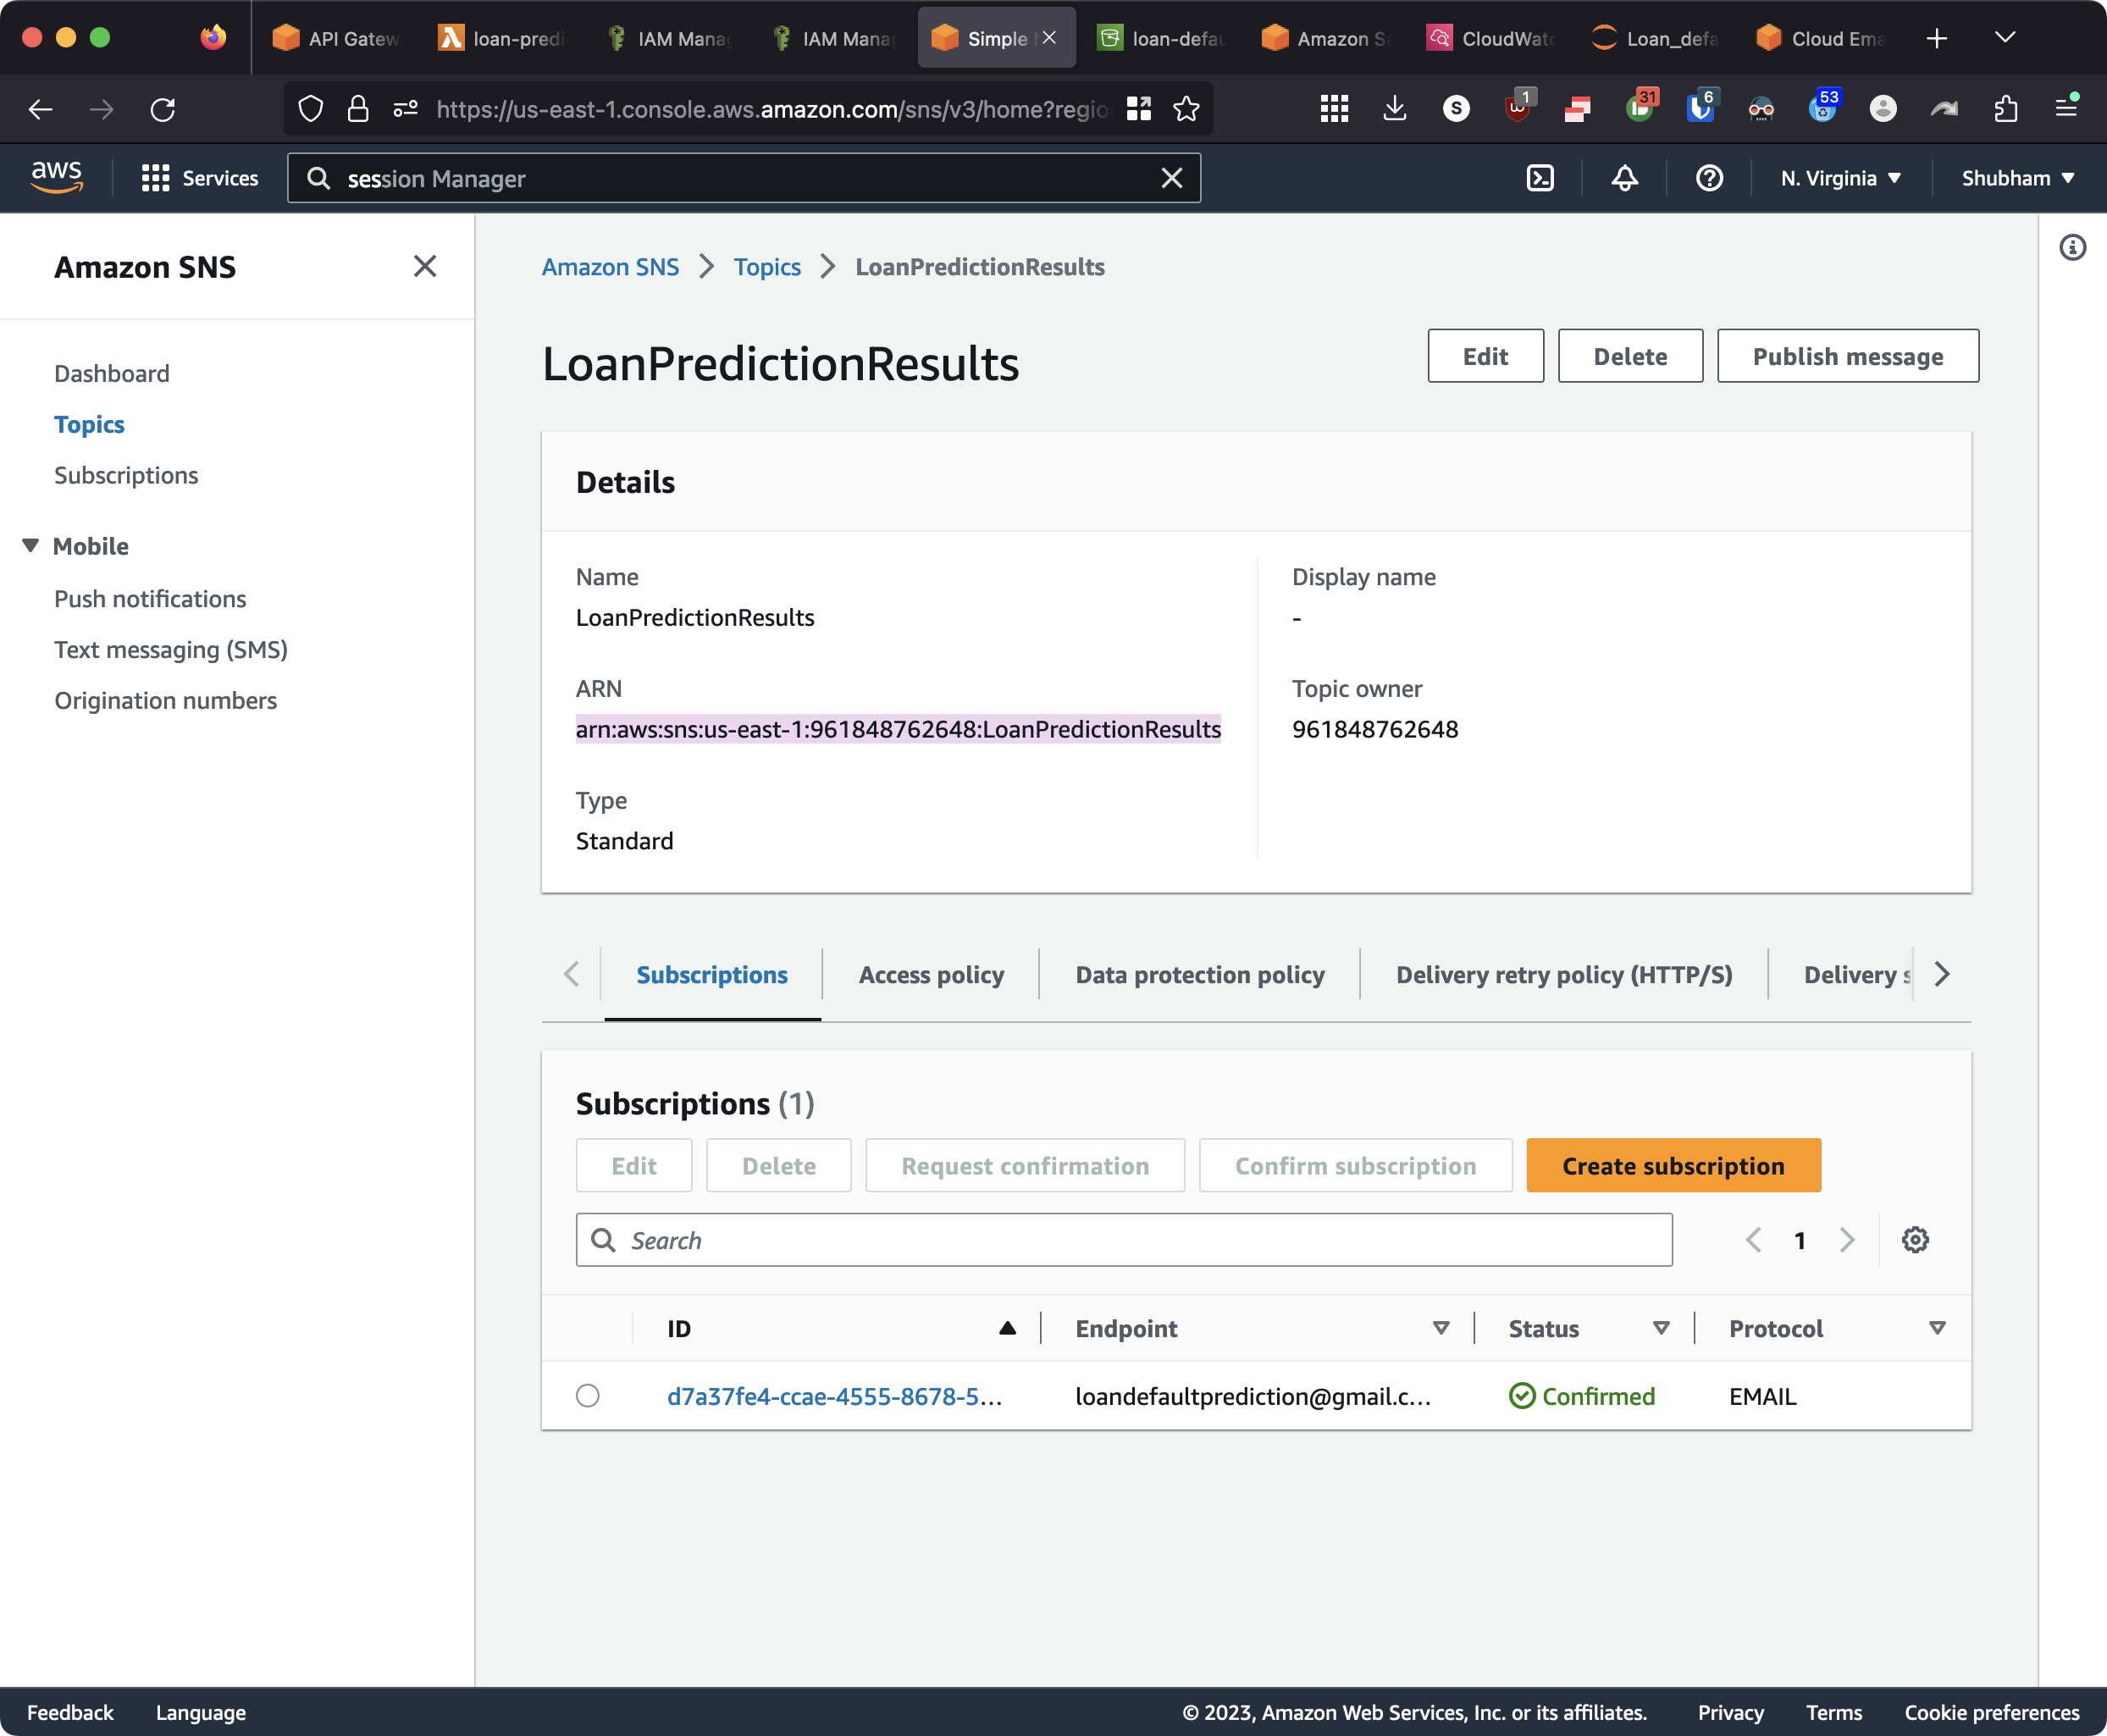 API Gatew
loan-predi
IAM Mana
IAM Mana
Simple
loan-defau
Amazon Sa
CloudWatc
Loan_defa
Cloud Ema
https://us-east-1.console.aws.amazon.com/sns/v3/home?regio
S
1
31
6
53
aws
Services
session Manager
N. Virginia
Shubham
Amazon SNS
Dashboard
Topics
Subscriptions
Mobile
Push notifications
Text messaging (SMS)
Origination numbers
Amazon SNS > Topics > LoanPredictionResults
LoanPredictionResults
Edit
Delete
Publish message
Details
Name
LoanPredictionResults
ARN
arn:aws:sns:us-east-1:961848762648:LoanPredictionResults
Type
Standard
Display name
-
Topic owner
961848762648
Subscriptions
Access policy
Data protection policy
Delivery retry policy (HTTP/S)
Delivery s
Subscriptions (1)
Edit
Delete
Request confirmation
Confirm subscription
Create subscription
Search
1
ID
Endpoint
Status
Protocol
d7a37fe4-ccae-4555-8678-5...
loandefaultprediction@gmail.c...
Confirmed
EMAIL
Feedback
Language
© 2023, Amazon Web Services, Inc. or its affiliates.
Privacy
Terms
Cookie preferences